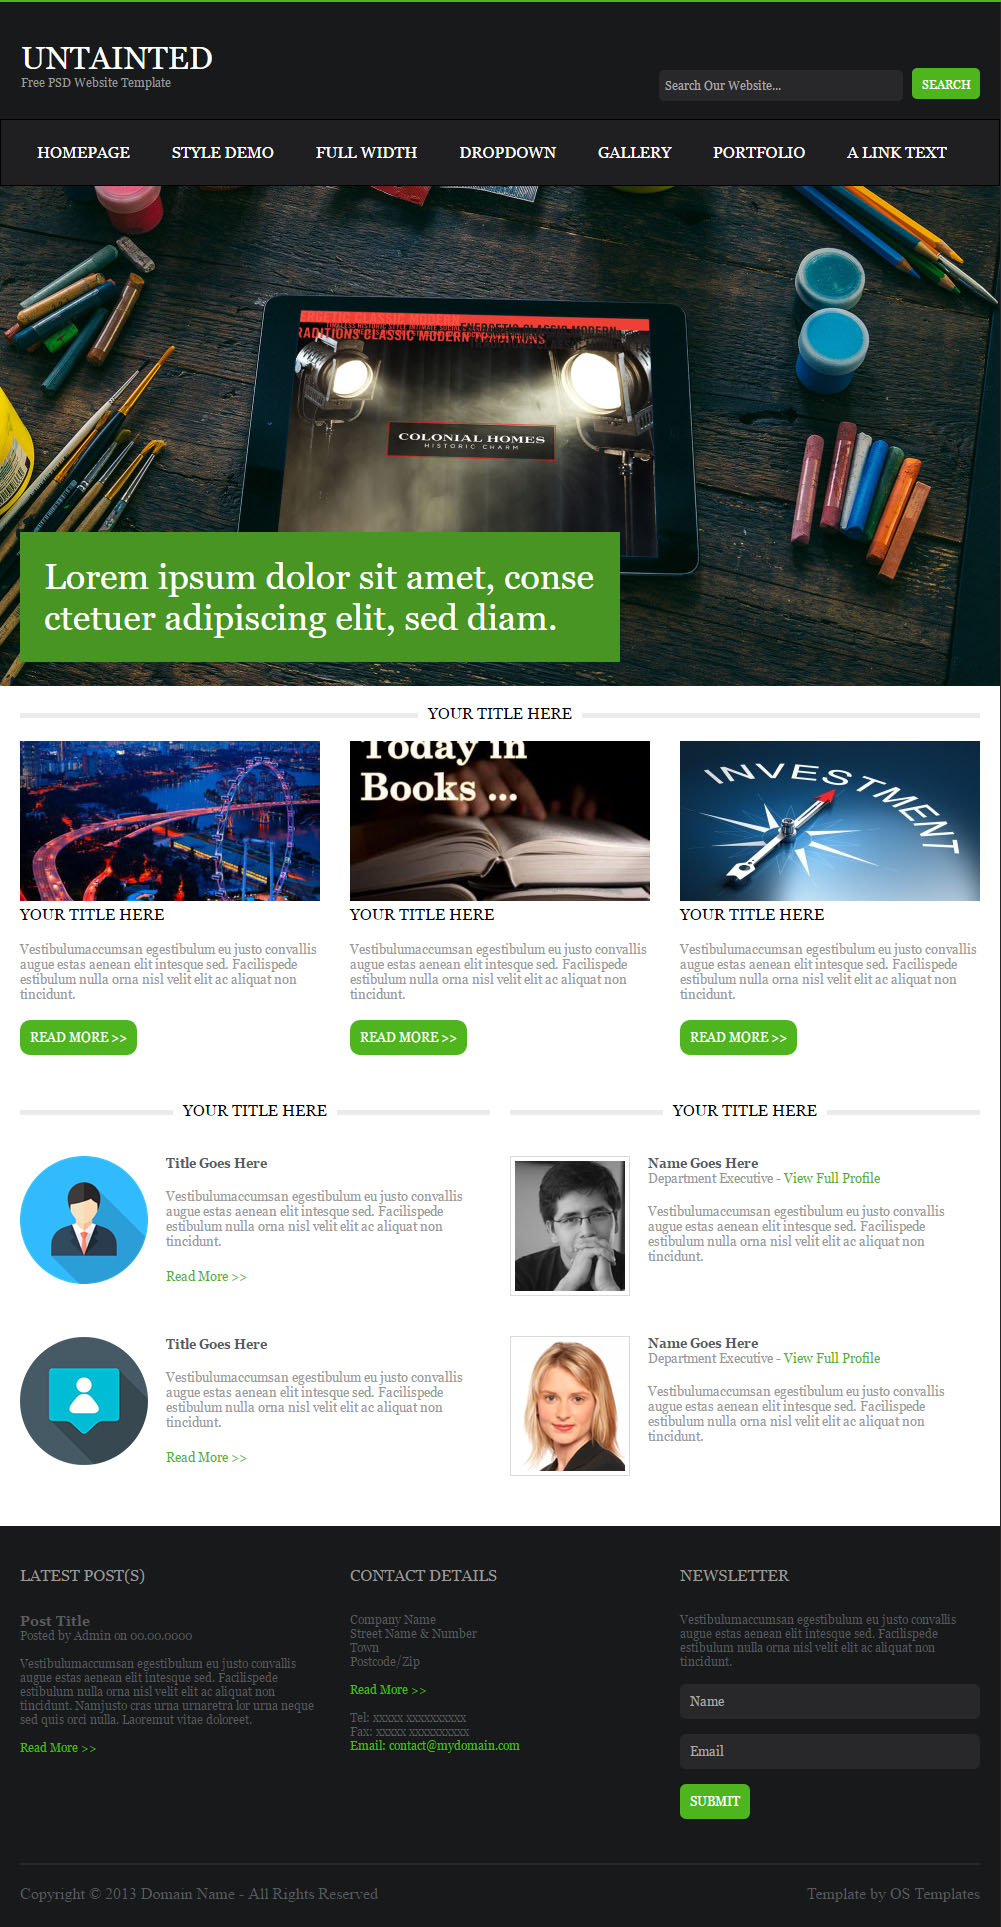 UNTAINTED
Free PSD Website Template
Search Our Website...
SEARCH
HOMEPAGE STYLE DEMO FULL WIDTH DROPDOWN GALLERY PORTFOLIO A LINK TEXT
ERGETIC CLASSIC MODERN
RADITIONS CLASSIC MODERN
COLONIAL HOMES
HISTORIC CHARM
Lorem ipsum dolor sit amet, conse
ctetuer adipiscing elit, sed diam.
YOUR TITLE HERE
YOUR TITLE HERE
Vestibulumaccumsan egestibulum eu justo convallis
augue estas aenean elit intesque sed. Facilispede
estibulum nulla orna nisl velit elit ac aliquat non
tincidunt.
READ MORE >>
Today in
Books ...
YOUR TITLE HERE
Vestibulumaccumsan egestibulum eu justo convallis
augue estas aenean elit intesque sed. Facilispede
estibulum nulla orna nisl velit elit ac aliquat non
tincidunt.
READ MORE >>
INVESTMENT
YOUR TITLE HERE
Vestibulumaccumsan egestibulum eu justo convallis
augue estas aenean elit intesque sed. Facilispede
estibulum nulla orna nisl velit elit ac aliquat non
tincidunt.
READ MORE >>
YOUR TITLE HERE
Title Goes Here
Vestibulumaccumsan egestibulum eu justo convallis
augue estas aenean elit intesque sed. Facilispede
estibulum nulla orna nisl velit elit ac aliquat non
tincidunt.
Read More >>
Title Goes Here
Vestibulumaccumsan egestibulum eu justo convallis
augue estas aenean elit intesque sed. Facilispede
estibulum nulla orna nisl velit elit ac aliquat non
tincidunt.
Read More >>
YOUR TITLE HERE
Name Goes Here
Department Executive - View Full Profile
Vestibulumaccumsan egestibulum eu justo convallis
augue estas aenean elit intesque sed. Facilispede
estibulum nulla orna nisl velit elit ac aliquat non
tincidunt.
Name Goes Here
Department Executive - View Full Profile
Vestibulumaccumsan egestibulum eu justo convallis
augue estas aenean elit intesque sed. Facilispede
estibulum nulla orna nisl velit elit ac aliquat non
tincidunt.
LATEST POST(S)
Post Title
Posted by Admin on 00.00.0000
Vestibulumaccumsan egestibulum eu justo convallis
augue estas aenean elit intesque sed. Facilispede
estibulum nulla orna nisl velit elit ac aliquat non
tincidunt. Namjusto cras urna urnaretra lor urna neque
sed quis orci nulla. Laoremut vitae doloreet.
Read More >>
CONTACT DETAILS
Company Name
Street Name & Number
Town
Postcode/Zip
Read More >>
Tel: xxxxx xxxxxxxxxx
Fax: xxxxx xxxxxxxxxx
Email: contact@mydomain.com
NEWSLETTER
Vestibulumaccumsan egestibulum eu justo convallis
augue estas aenean elit intesque sed. Facilispede
estibulum nulla orna nisl velit elit ac aliquat non
tincidunt.
Name
Email
SUBMIT
Copyright © 2013 Domain Name - All Rights Reserved
Template by OS Templates